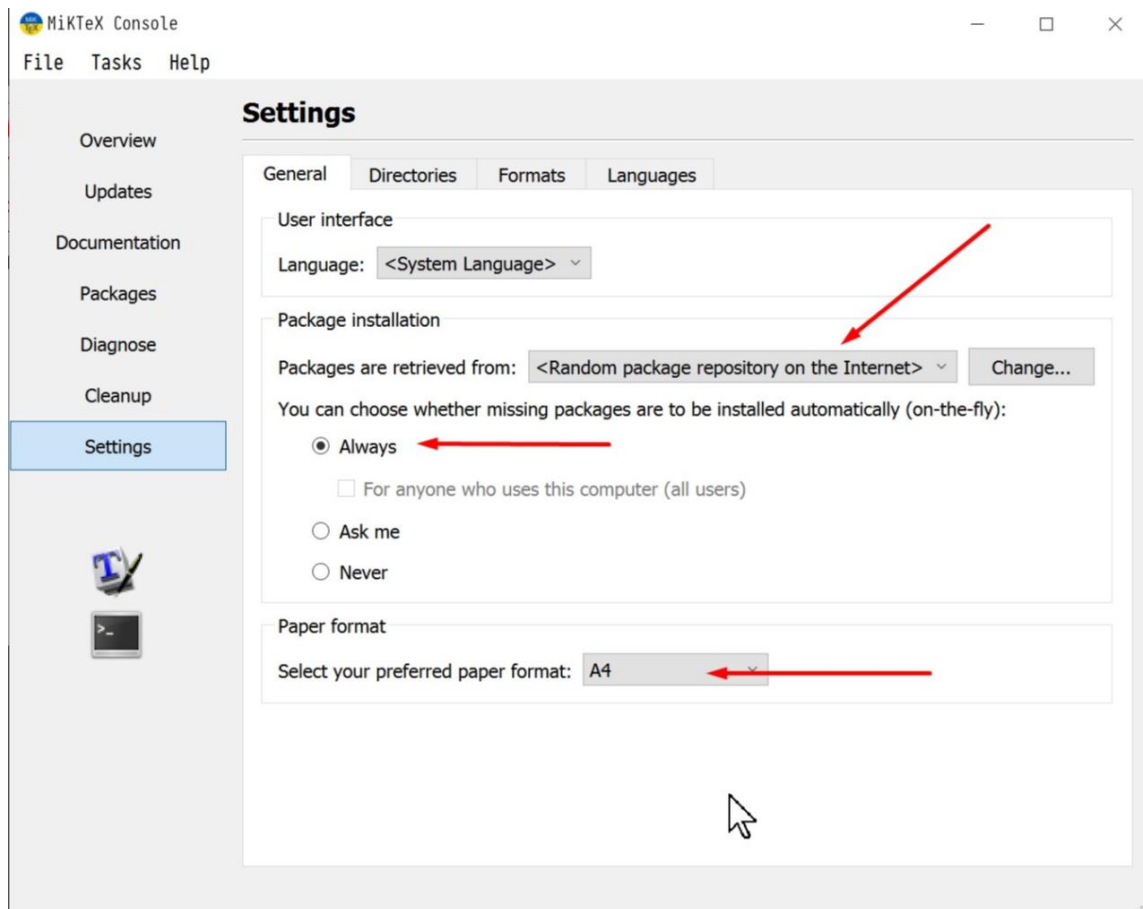 MiKTeX Console
File Tasks Help
Settings
Overview
Updates
Documentation
Packages
Diagnose
Cleanup
Settings
General Directories Formats Languages
User interface
Language: <System Language>
Package installation
Packages are retrieved from: <Random package repository on the Internet> Change...
You can choose whether missing packages are to be installed automatically (on-the-fly):
Always
For anyone who uses this computer (all users)
Ask me
Never
Paper format
Select your preferred paper format: A4